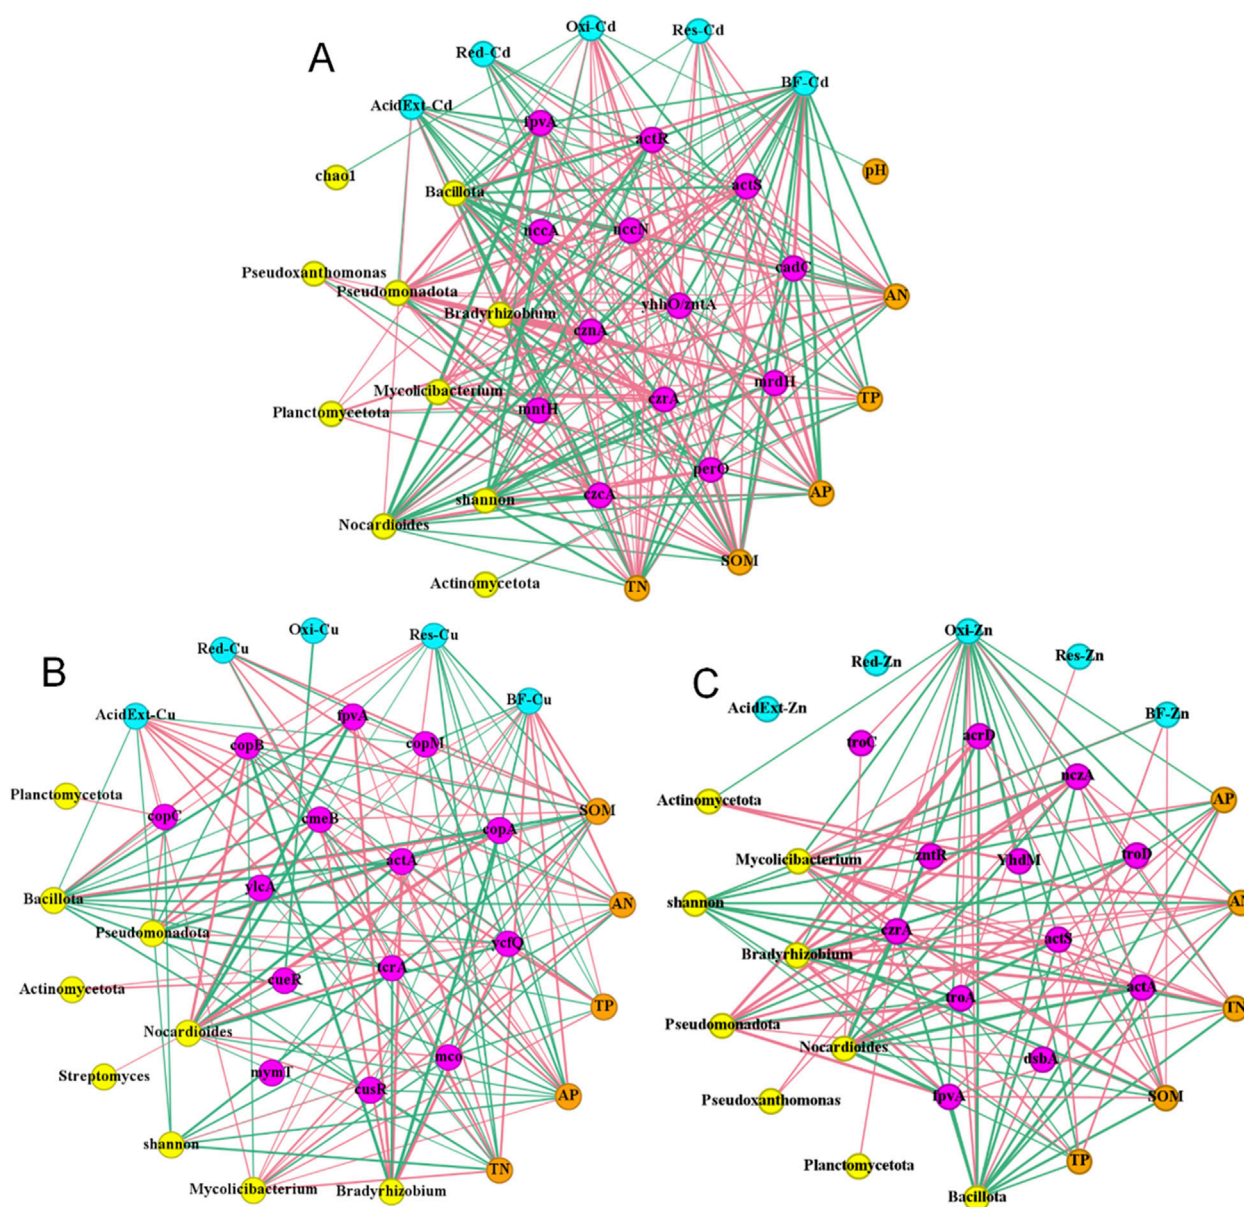 A
Oxi-Cd
Res-Cd
Red-Cd
BF-Cd
AcidExt-Cd
fpvA
actR
pH
chao1
actS
Bacillota
nccA
nccN
cadC
Pseudoxanthomonas
Pseudomonadota
AN
yhhO/zntA
Bradyrhizobium
cznA
mrdH
Mycolicibacterium
czrA
TP
Planctomycetota
mntH
perO
AP
czcA
shannon
Nocardioides
SOM
Actinomycetota
TN
B
Oxi-Cu
Res-Cu
Red-Cu
BF-Cu
AcidExt-Cu
fpvA
copB
copM
Planctomycetota
copC
cmeB
copA
SOM
actA
ylcA
Bacillota
AN
Pseudomonadota
ycfQ
tcrA
cueR
Actinomycetota
TP
Nocardioides
mco
mymT
Streptomyces
cusR
AP
shannon
TN
Mycolicibacterium
Bradyrhizobium
C
Oxi-Zn
Red-Zn
Res-Zn
AcidExt-Zn
BF-Zn
troC
acrD
nczA
Actinomycetota
AP
Mycolicibacterium
zntR
YhdM
troD
shannon
AN
czrA
actS
Bradyrhizobium
actA
troA
TN
Pseudomonadota
Nocardioides
dsbA
Pseudoxanthomonas
fpvA
SOM
Planctomycetota
TP
Bacillota